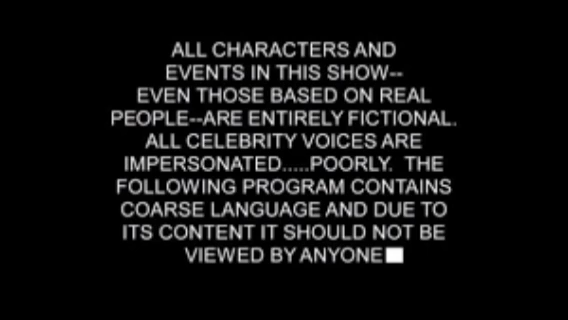 ALL CHARACTERS AND
EVENTS IN THIS SHOW--
EVEN THOSE BASED ON REAL
PEOPLE--ARE ENTIRELY FICTIONAL.
ALL CELEBRITY VOICES ARE
IMPERSONATED.....POORLY. THE
FOLLOWING PROGRAM CONTAINS
COARSE LANGUAGE AND DUE TO
ITS CONTENT IT SHOULD NOT BE
VIEWED BY ANYONE